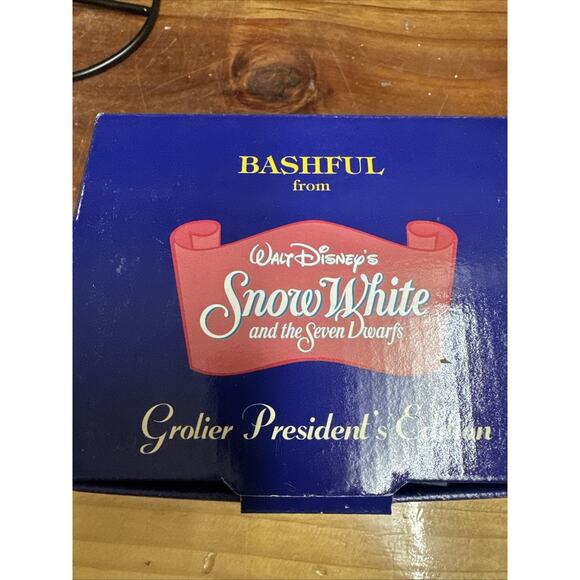 BASHFUL
from
WALT DISNEY'S
Snow White
and the Seven Dwarfs
Grolier President's Edition